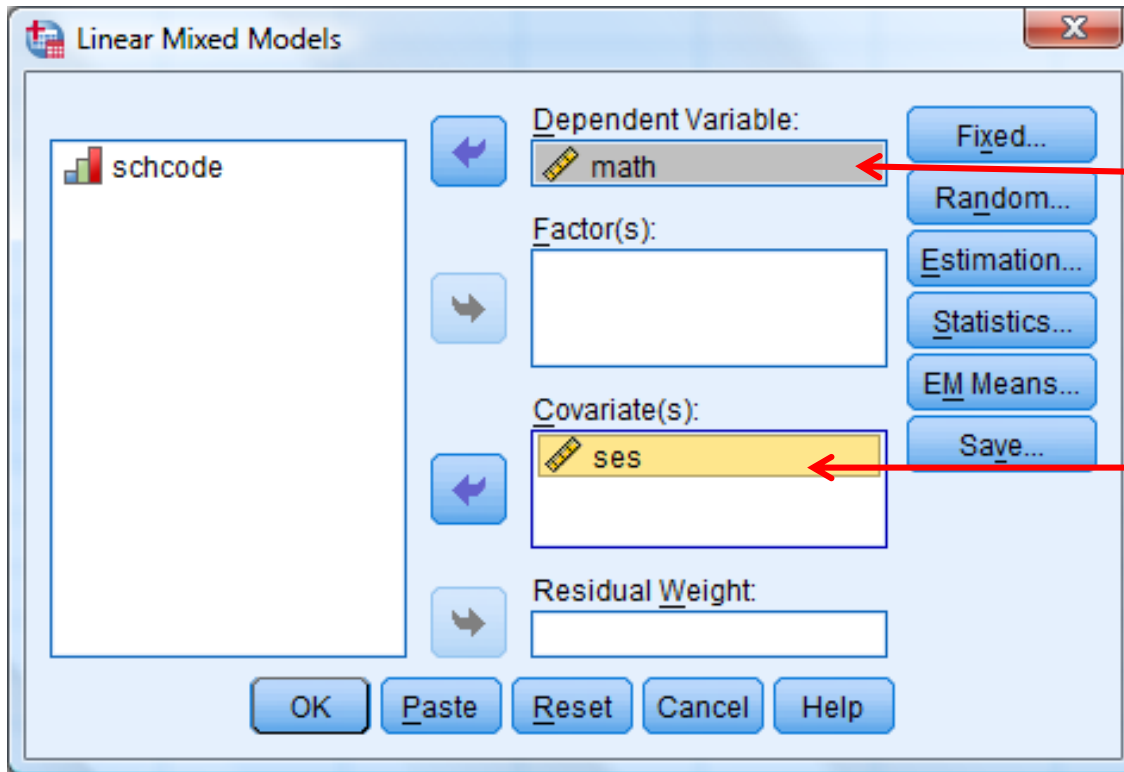 Linear Mixed Models
schcode
Dependent Variable:
math
Factor(s):
Covariate(s):
ses
Residual Weight:
Fixed...
Random...
Estimation...
Statistics...
EM Means...
Save...
OK
Paste
Reset
Cancel
Help